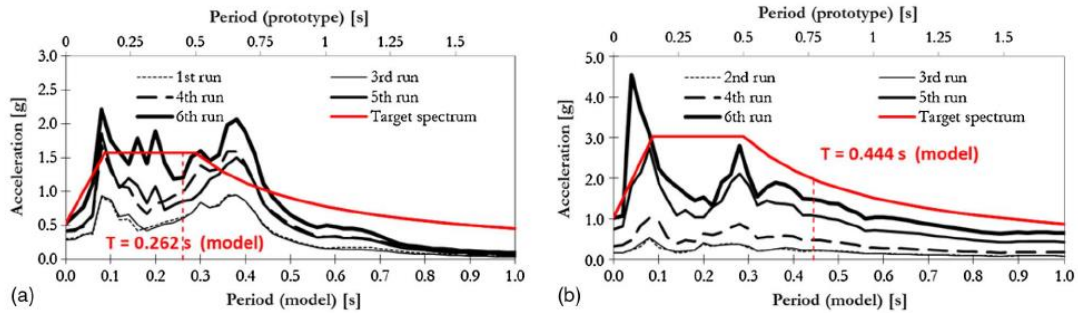 Period (prototype) [s]
0 0.25 0.5 0.75 1 1.25 1.5
3.0
2.5
2.0
1.5
1.0
0.5
0.0
Acceleration [g]
1st run 3rd run
4th run 5th run
6th run Target spectrum
T = 0.262 s (model)
0.0 0.1 0.2 0.3 0.4 0.5 0.6 0.7 0.8 0.9 1.0
Period (model) [s]
(a)
Period (prototype) [s]
0 0.25 0.5 0.75 1 1.25 1.5
5.0
4.0
3.0
2.0
1.0
0.0
Acceleration [g]
2nd run 3rd run
4th run 5th run
6th run Target spectrum
T = 0.444 s (model)
0.0 0.1 0.2 0.3 0.4 0.5 0.6 0.7 0.8 0.9 1.0
Period (model) [s]
(b)